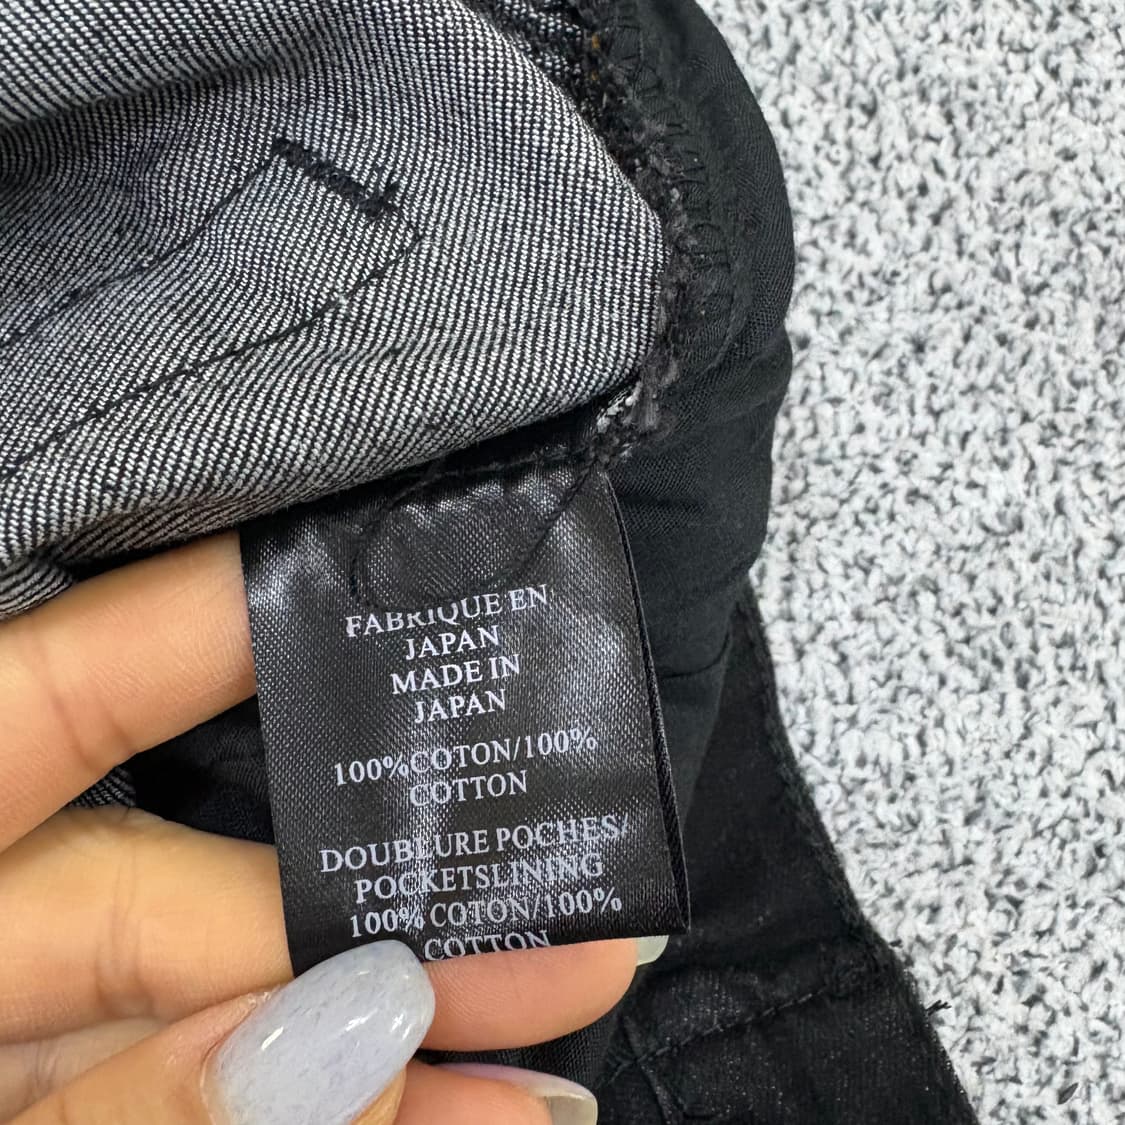 FABRIQUE EN
JAPAN
MADE IN
JAPAN
100%COTON/100%
COTTON
DOUBLURE POCHES/
POCKETSLINING
100% COTON/100%
COTTON